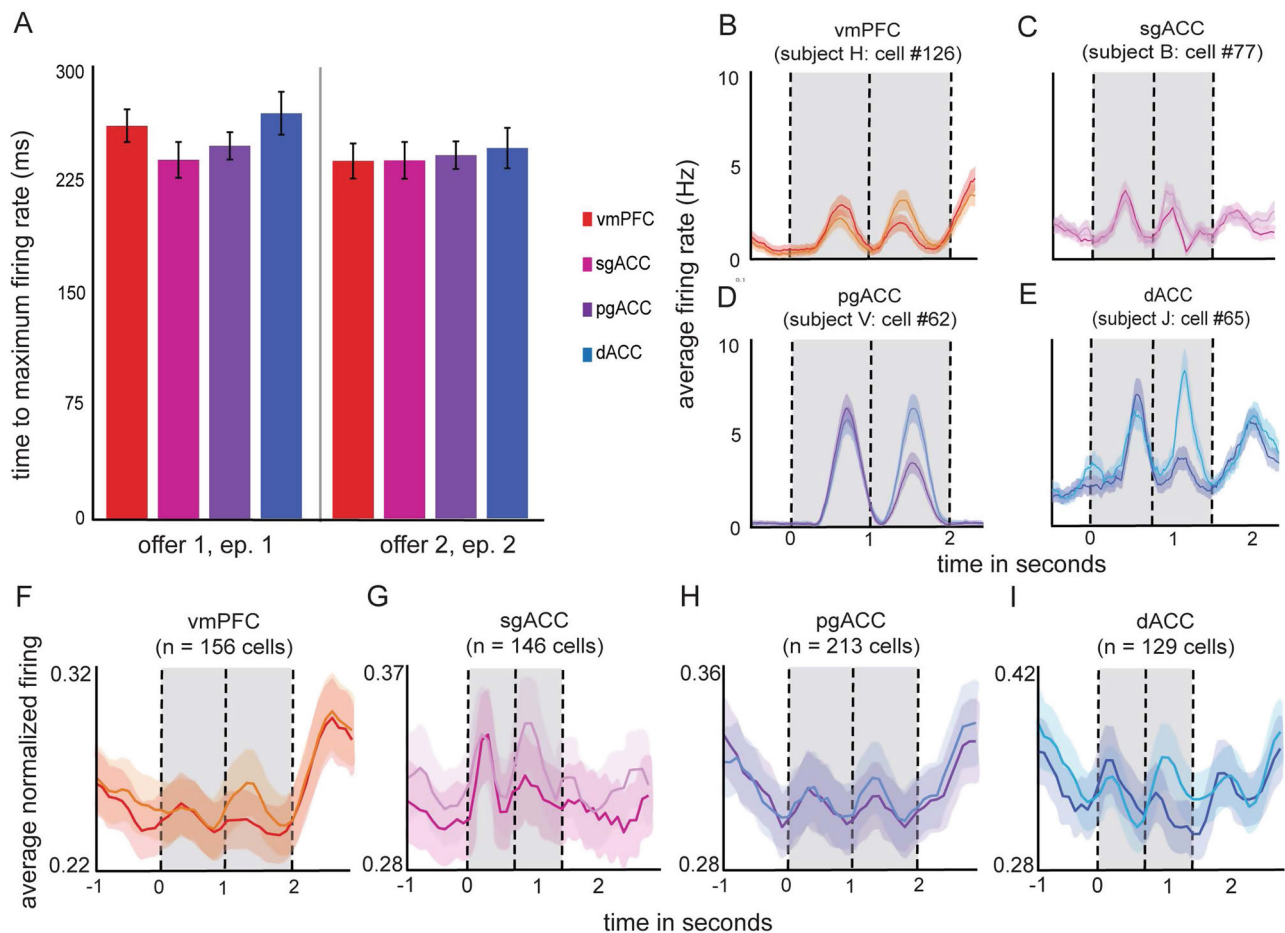 A
300
225
150
75
0
time to maximum firing rate (ms)
offer 1, ep. 1
offer 2, ep. 2
vmPFC
sgACC
pgACC
dACC
B
vmPFC
(subject H: cell #126)
10
5
0
C
sgACC
(subject B: cell #77)
0.1
average firing rate (Hz)
D
pgACC
(subject V: cell #62)
10
5
0
0
1
2
E
dACC
(subject J: cell #65)
0
1
2
time in seconds
F
vmPFC
(n = 156 cells)
average normalized firing
0.32
0.22
-1
0
1
2
G
sgACC
(n = 146 cells)
0.37
0.28
0
1
2
H
pgACC
(n = 213 cells)
0.36
0.28
-1
0
1
2
I
dACC
(n = 129 cells)
0.42
0.28
-1
0
1
2
time in seconds